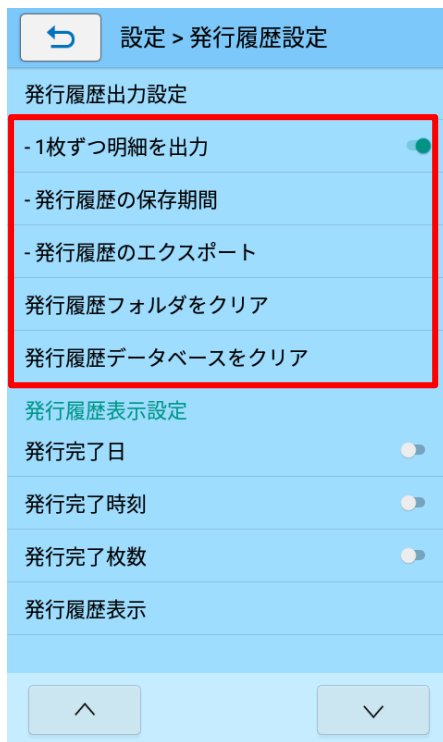 設定 > 発行履歴設定
発行履歴出力設定
- 1枚ずつ明細を出力
- 発行履歴の保存期間
- 発行履歴のエクスポート
発行履歴フォルダをクリア
発行履歴データベースをクリア
発行履歴表示設定
発行完了日
発行完了時刻
発行完了枚数
発行履歴表示